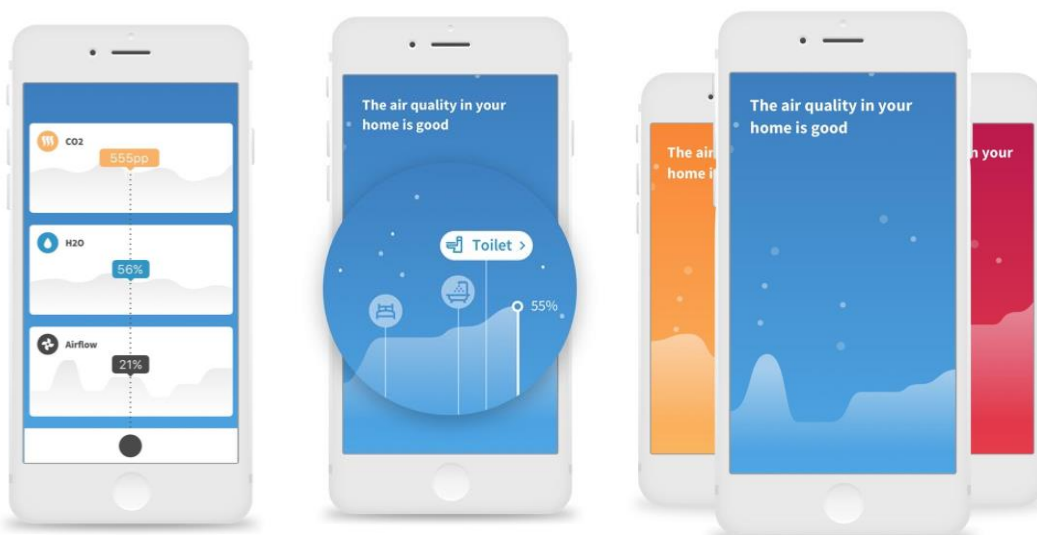 CO2
555pp
H2O
56%
Airflow
21%
The air quality in your
home is good
Toilet >
55%
The air
home i
The air quality in your
home is good
n your